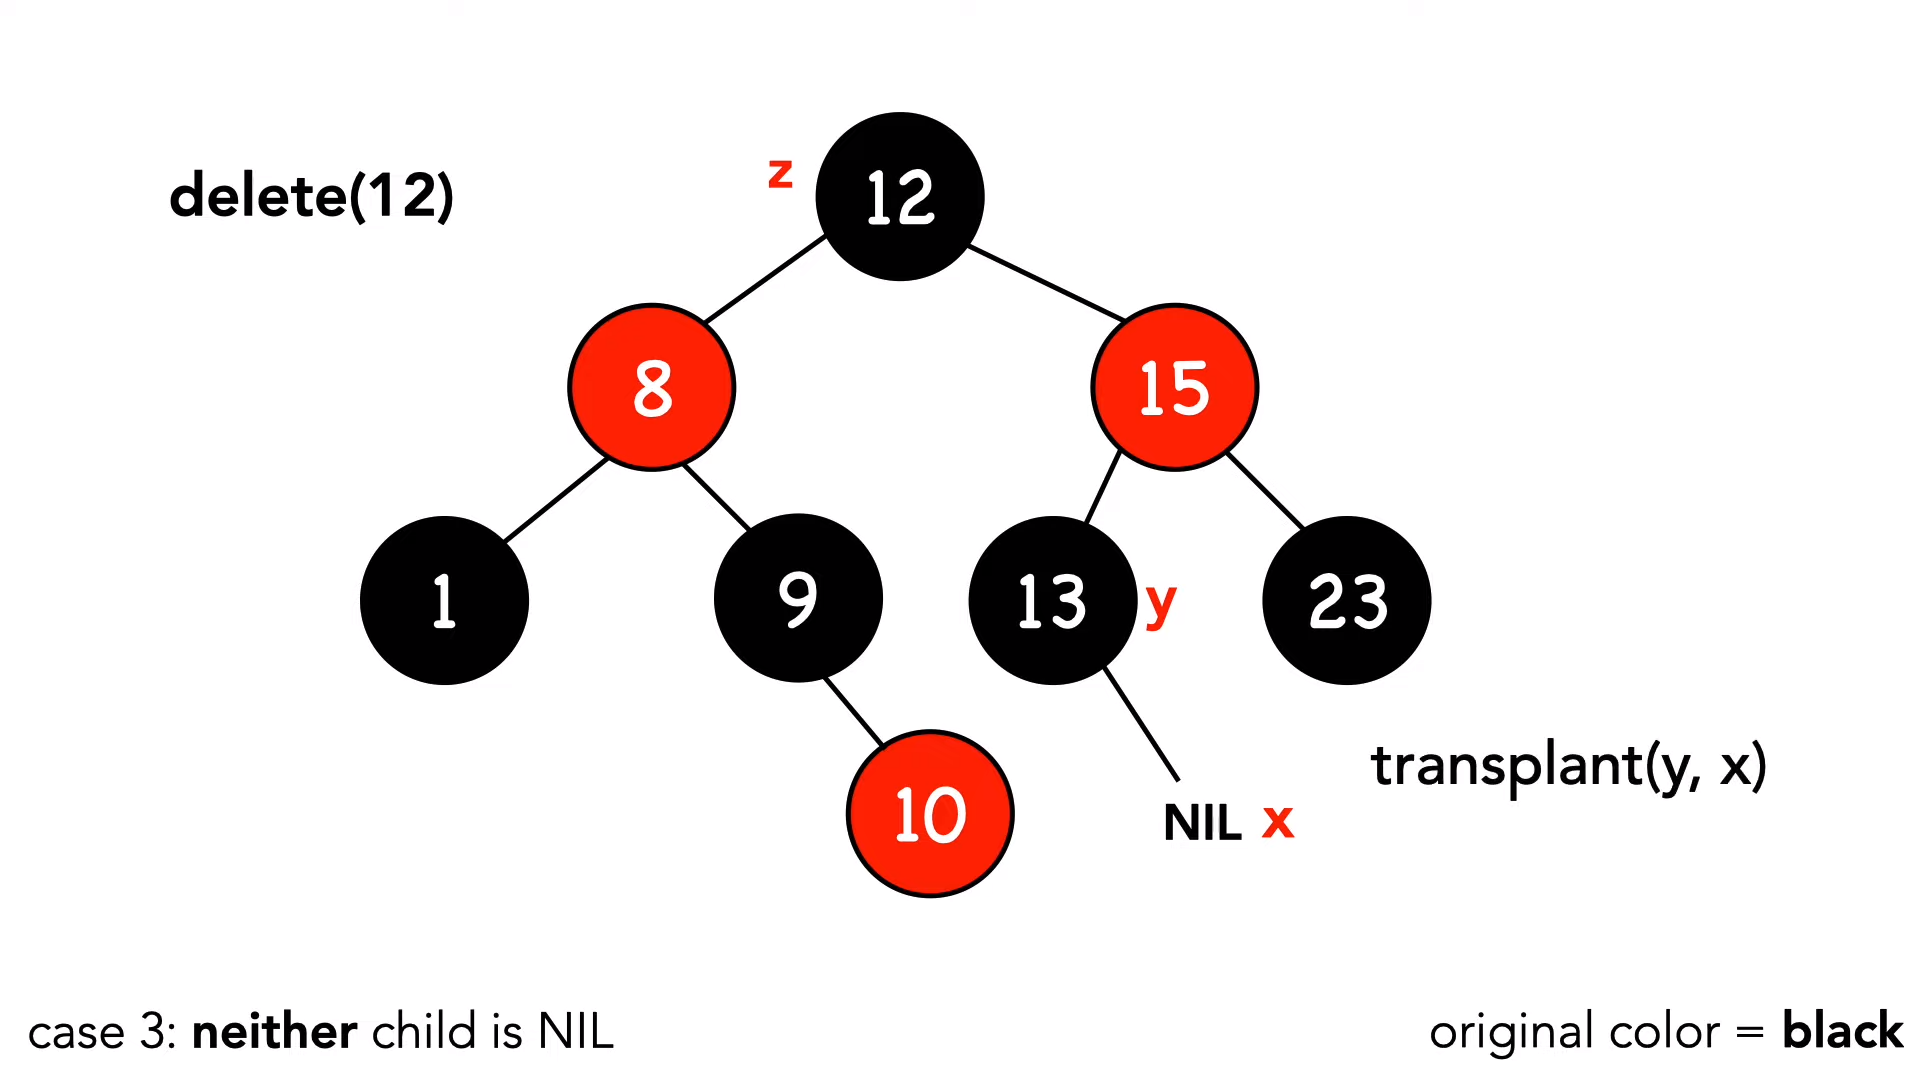 delete(12)
z
12
8
15
1
9
13
y
23
10
transplant(y, x)
NIL x
case 3: neither child is NIL
original color = black